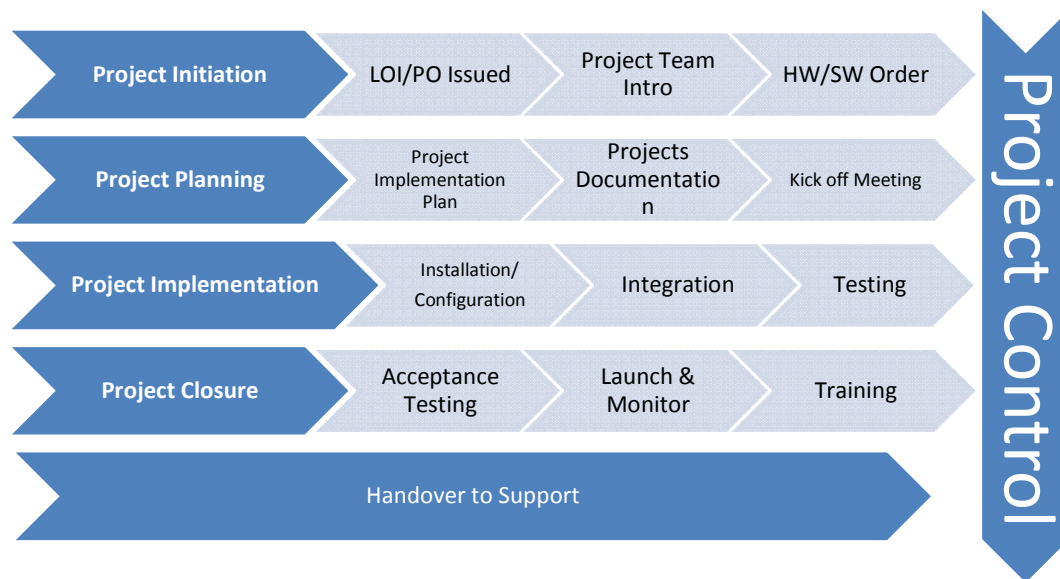 Project Initiation
LOI/PO Issued
Project Team
Intro
HW/SW Order
Project Planning
Project
Implementation
Plan
Projects
Documentatio
n
Kick off Meeting
Project Implementation
Installation/
Configuration
Integration
Testing
Project Closure
Acceptance
Testing
Launch &
Monitor
Training
Handover to Support
Project Control